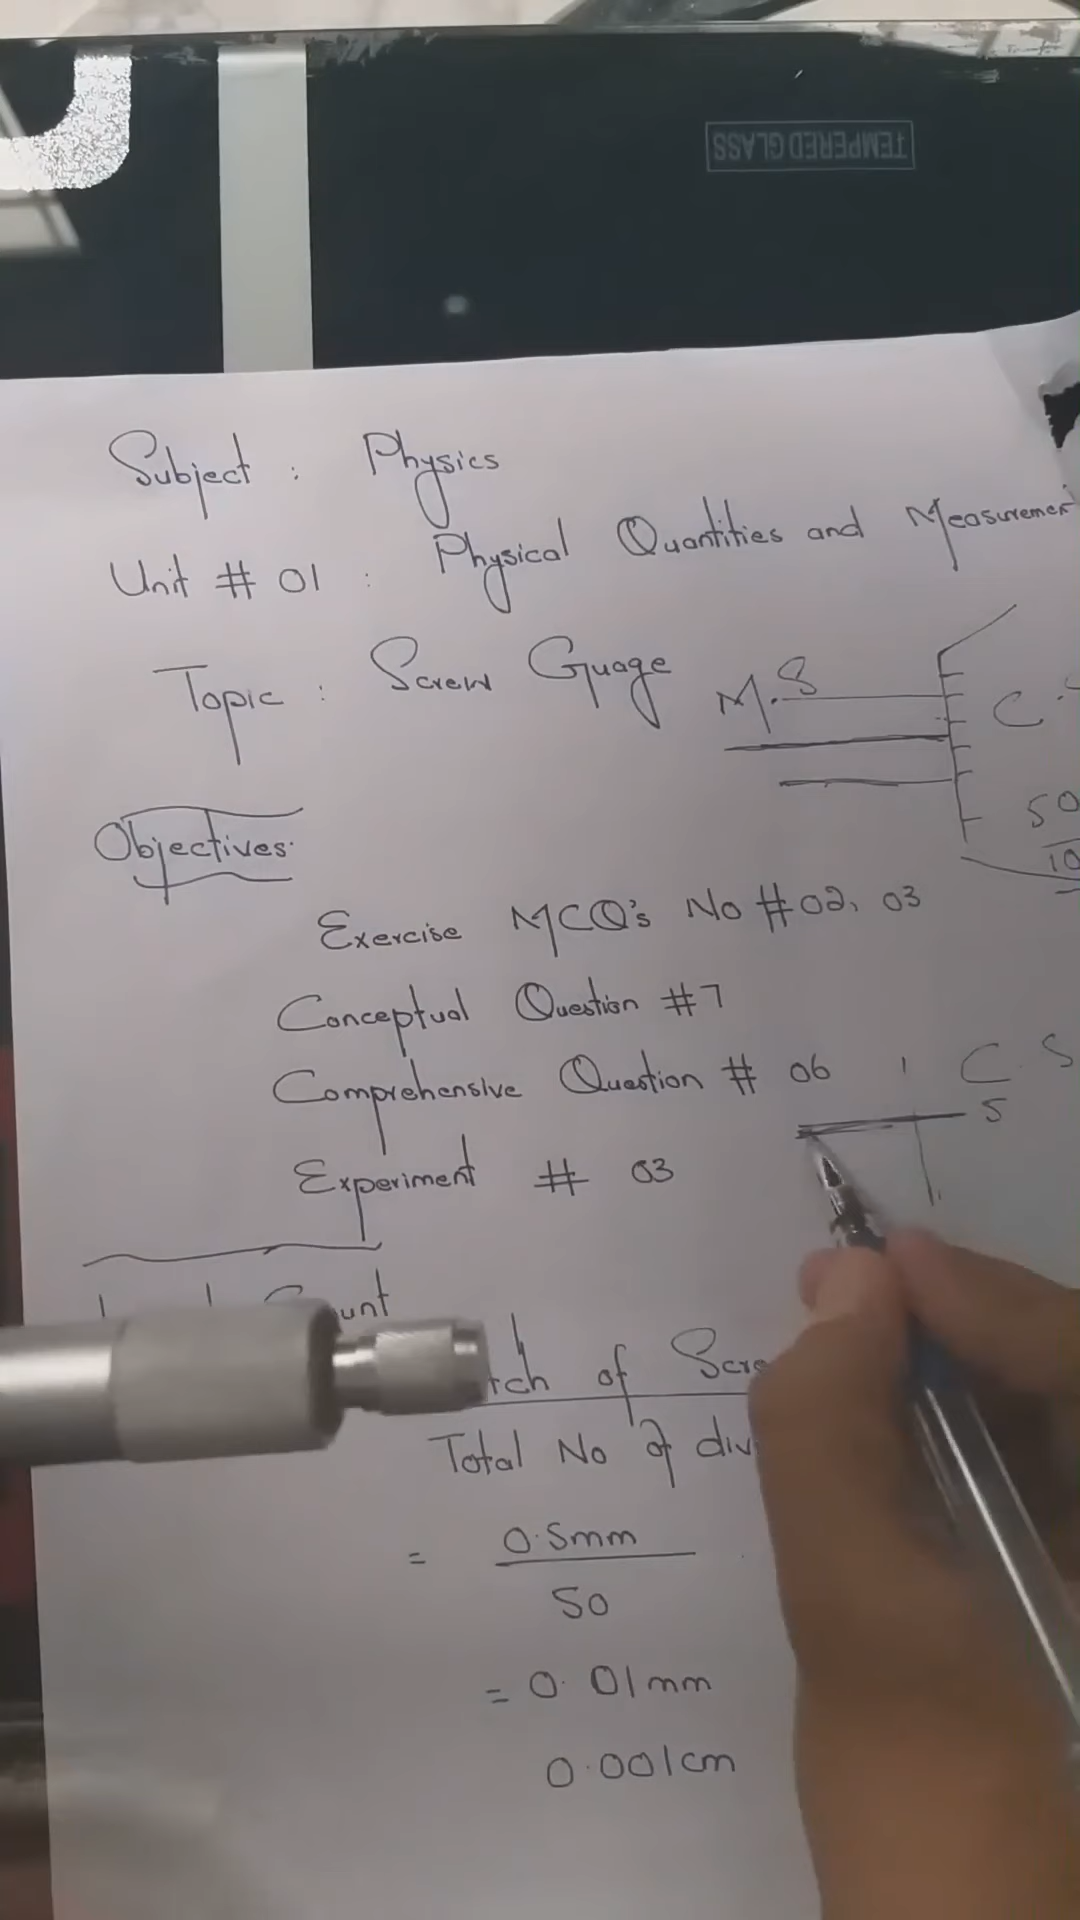 TEMPERED GLASS
Subject : Physics
Unit # 01 : Physical Quantities and Measuremen
Topic : Screw Guage
M.S
C.
50
10
Objectives.
Exercise MCQ's No #02, 03
Conceptual Question #7
Comprehensive Question # 06
C.S
5
Experiment # 03
of
Total No of
= 0.5mm
50
= 0.01mm
0.001cm